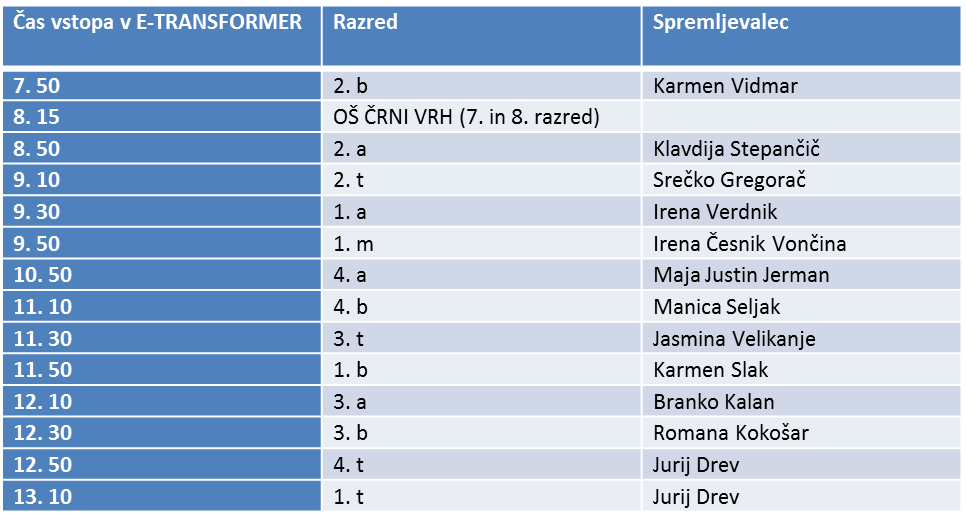 Čas vstopa v E-TRANSFORMER Razred Spremljevalec
7. 50 2. b Karmen Vidmar
8. 15 OŠ ČRNI VRH (7. in 8. razred)
8. 50 2. a Klavdija Stepančič
9. 10 2. t Srečko Gregorač
9. 30 1. a Irena Verdnik
9. 50 1. m Irena Česnik Vončina
10. 50 4. a Maja Justin Jerman
11. 10 4. b Manica Seljak
11. 30 3. t Jasmina Velikanje
11. 50 1. b Karmen Slak
12. 10 3. a Branko Kalan
12. 30 3. b Romana Kokošar
12. 50 4. t Jurij Drev
13. 10 1. t Jurij Drev